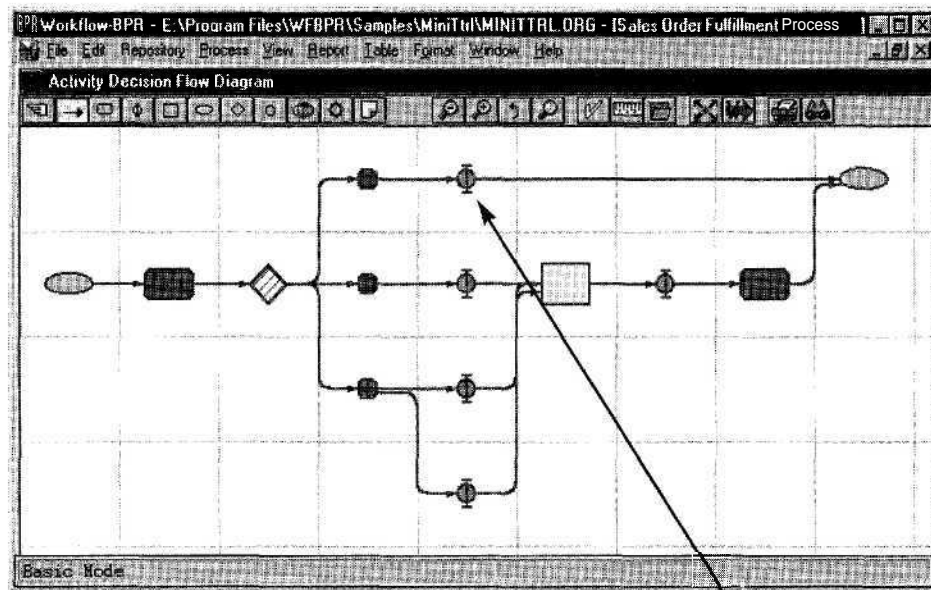 BPR Workflow-BPR - E:\Program Files\WFBPR\Samples\MiniTtrl\MINITTRL.ORG - [Sales Order Fulfillment Process ]
File Edit Repository Process View Report Table Format Window Help
Activity Decision Flow Diagram
Basic Mode